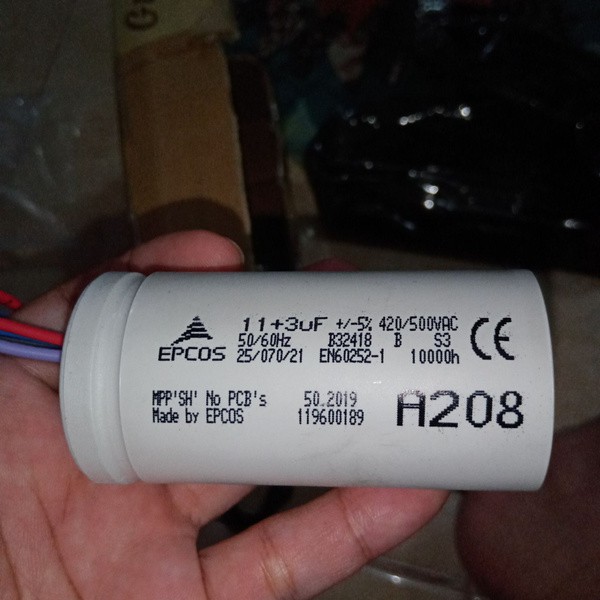 11+3uF +/-5% 420/500VAC
50/60Hz B32418 B S3
EPCOS 25/070/21 EN60252-1 10000h
CE
MPP'SH' No PCB's 50.2019
Made by EPCOS 119600189
A208